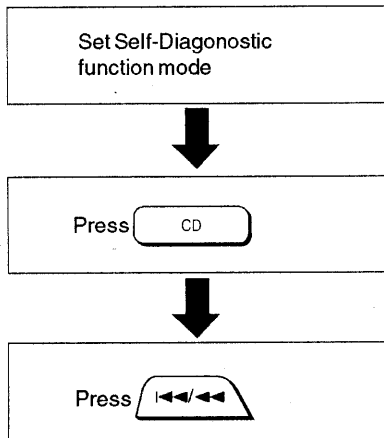 Set Self-Diagonostic
function mode
Press CD
Press I◀◀/◀◀